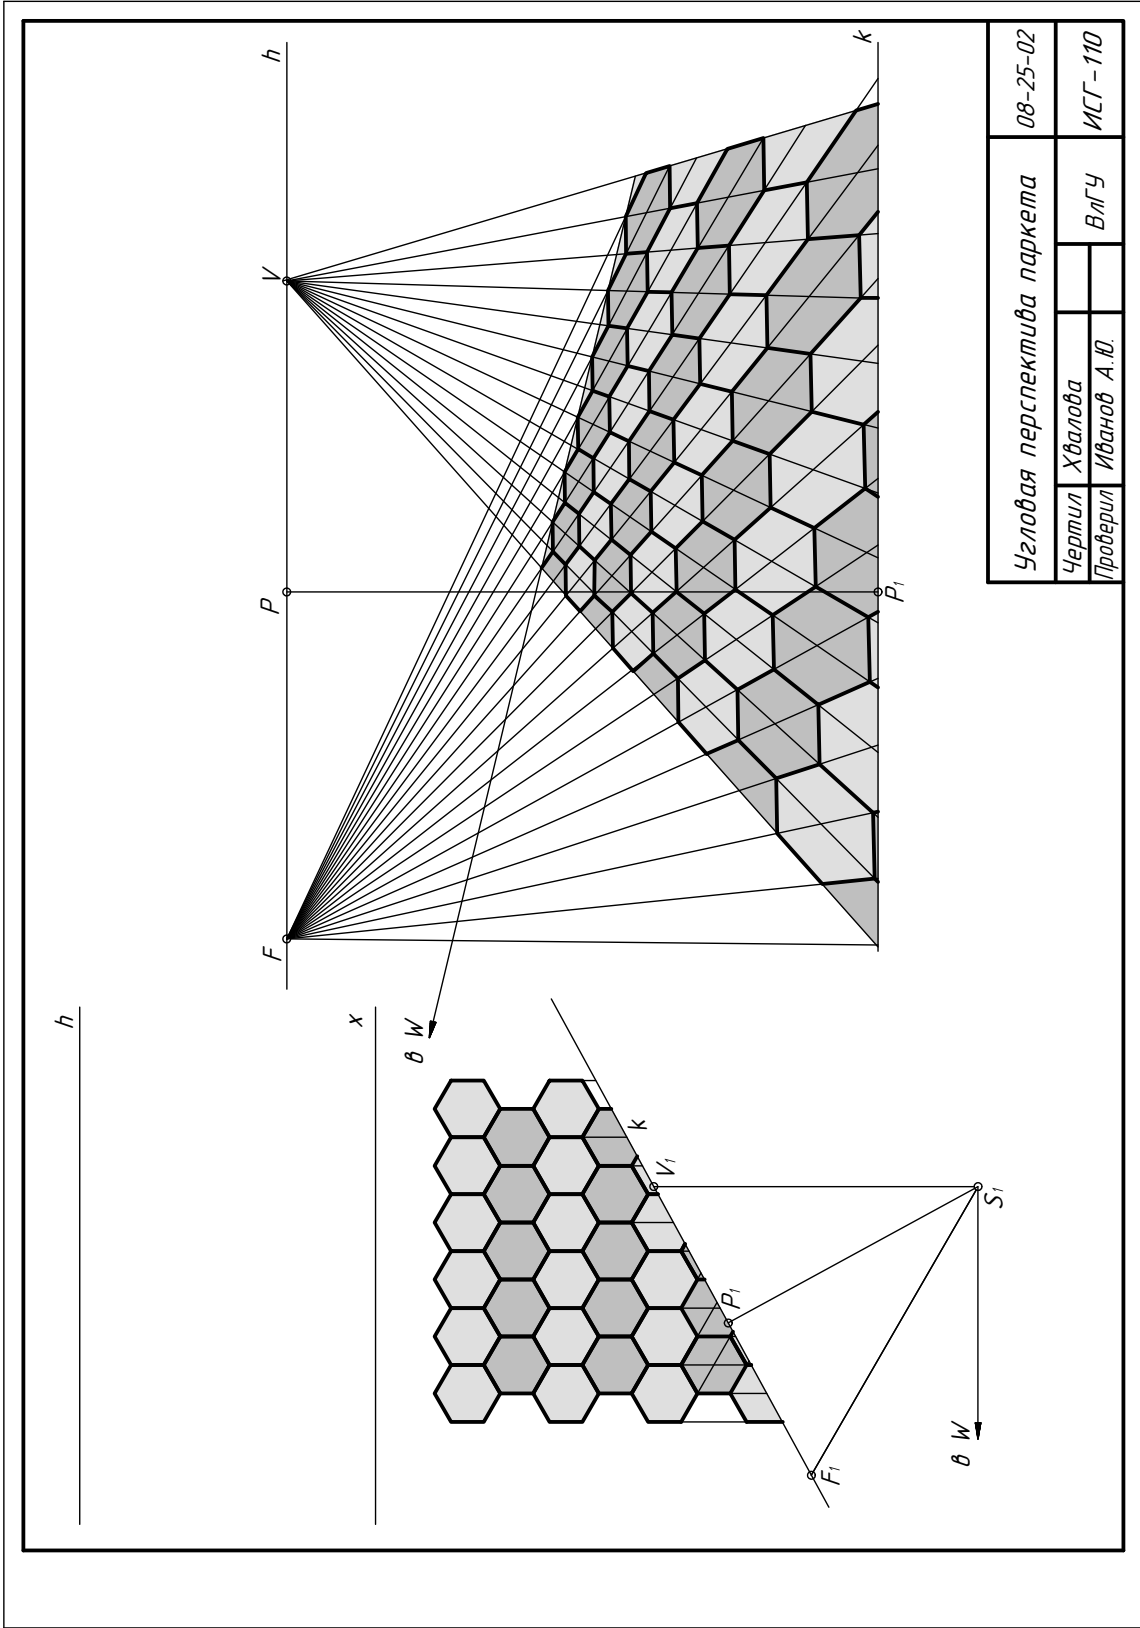 h
x
в W
k
V₁
P₁
F₁
S₁
в W
F
P
V
h
P₁
k
Угловая перспектива паркета 08-25-02
Чертил Хвалова ВлГУ ИСГ-110
Проверил Иванов А.Ю.